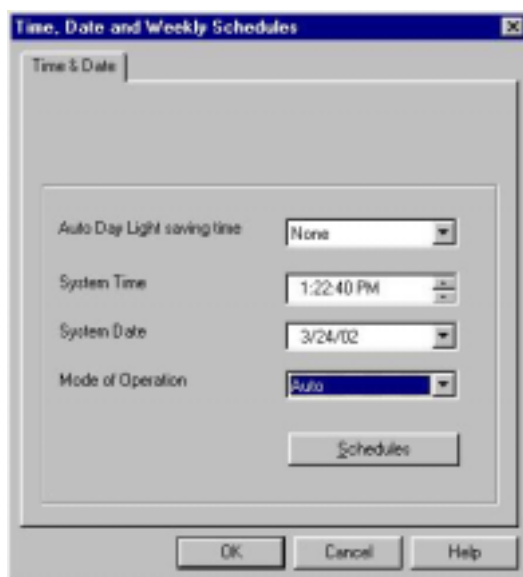 Time, Date and Weekly Schedules
Time & Date
Auto Day Light saving time
None
System Time
1:22:40 PM
System Date
3/24/02
Mode of Operation
Auto
Schedules
OK
Cancel
Help